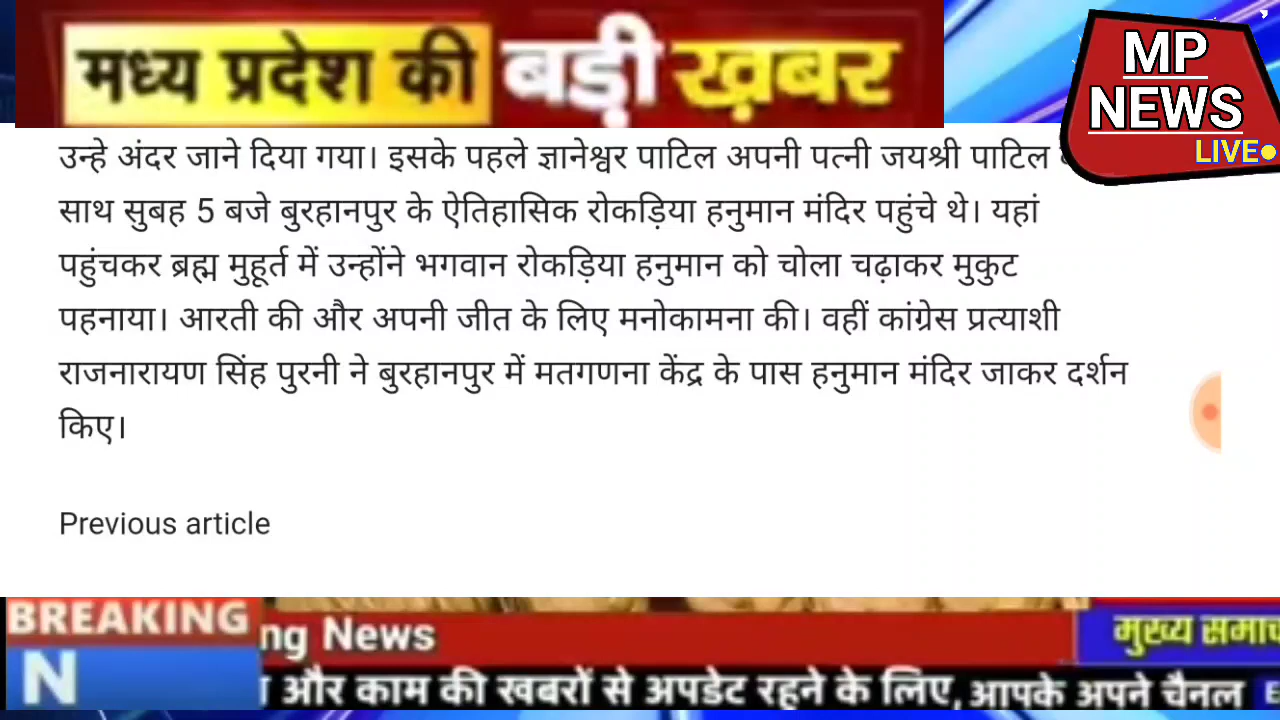 मध्य प्रदेश की बड़ी ख़बर
MP
NEWS
LIVE
उन्हे अंदर जाने दिया गया। इसके पहले ज्ञानेश्वर पाटिल अपनी पत्नी जयश्री पाटिल
साथ सुबह 5 बजे बुरहानपुर के ऐतिहासिक रोकड़िया हनुमान मंदिर पहुंचे थे। यहां
पहुंचकर ब्रह्म मुहूर्त में उन्होंने भगवान रोकड़िया हनुमान को चोला चढ़ाकर मुकुट
पहनाया। आरती की और अपनी जीत के लिए मनोकामना की। वहीं कांग्रेस प्रत्याशी
राजनारायण सिंह पुरनी ने बुरहानपुर में मतगणना केंद्र के पास हनुमान मंदिर जाकर दर्शन
किए।
Previous article
BREAKING
N
ng News
मुख्य समाच
और काम की खबरों से अपडेट रहने के लिए, आपके अपने चैनल